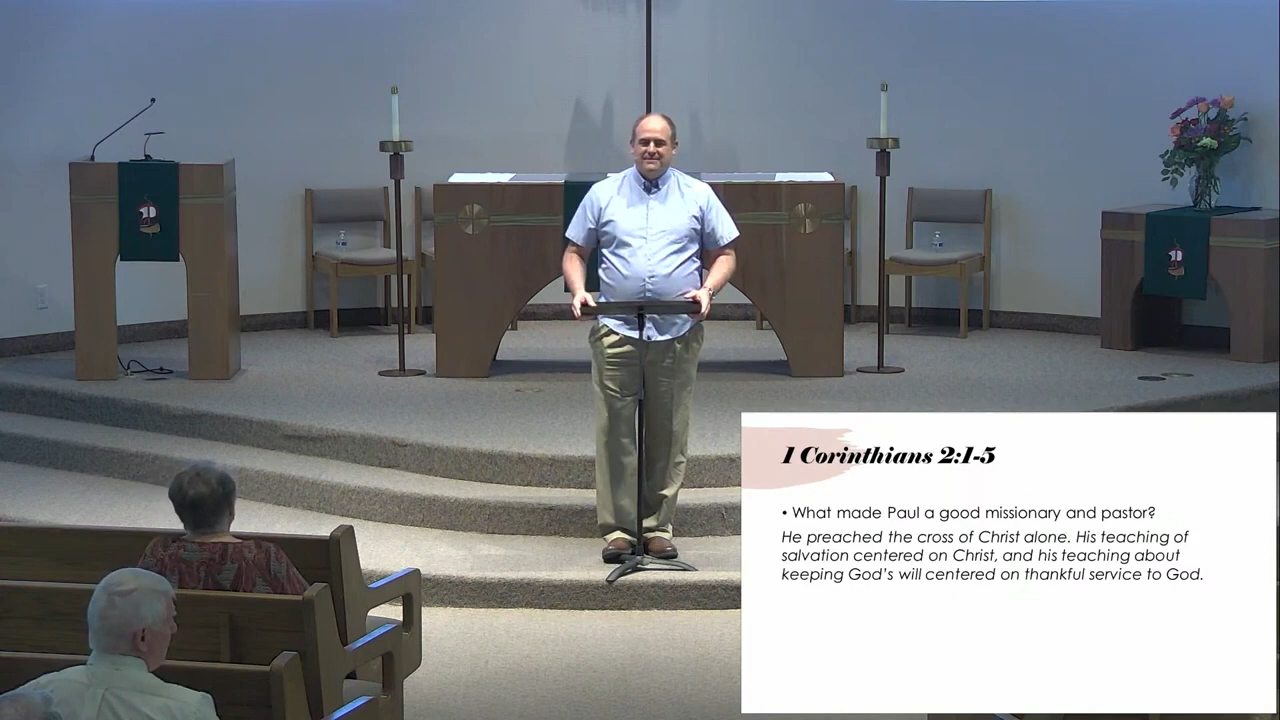 1 Corinthians 2:1-5
• What made Paul a good missionary and pastor?
He preached the cross of Christ alone. His teaching of
salvation centered on Christ, and his teaching about
keeping God's will centered on thankful service to God.